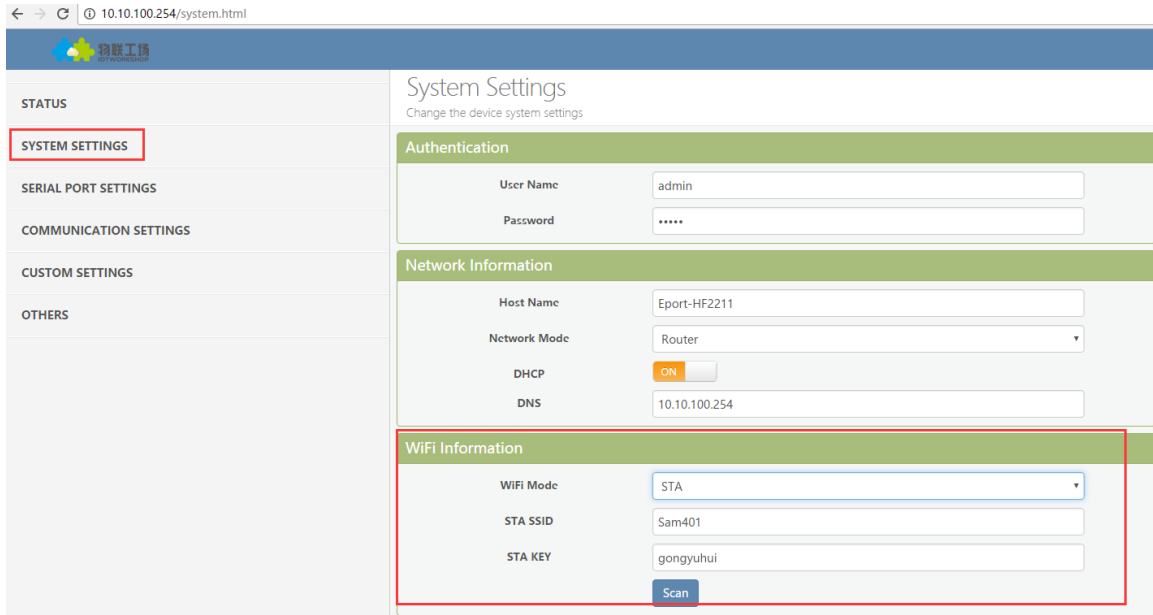 10.10.100.254/system.html
物联工场
IOTWORKSHOP
STATUS
SYSTEM SETTINGS
SERIAL PORT SETTINGS
COMMUNICATION SETTINGS
CUSTOM SETTINGS
OTHERS
System Settings
Change the device system settings
Authentication
User Name admin
Password •••••
Network Information
Host Name Eport-HF2211
Network Mode Router
DHCP ON
DNS 10.10.100.254
WiFi Information
WiFi Mode STA
STA SSID Sam401
STA KEY gongyuhui
Scan